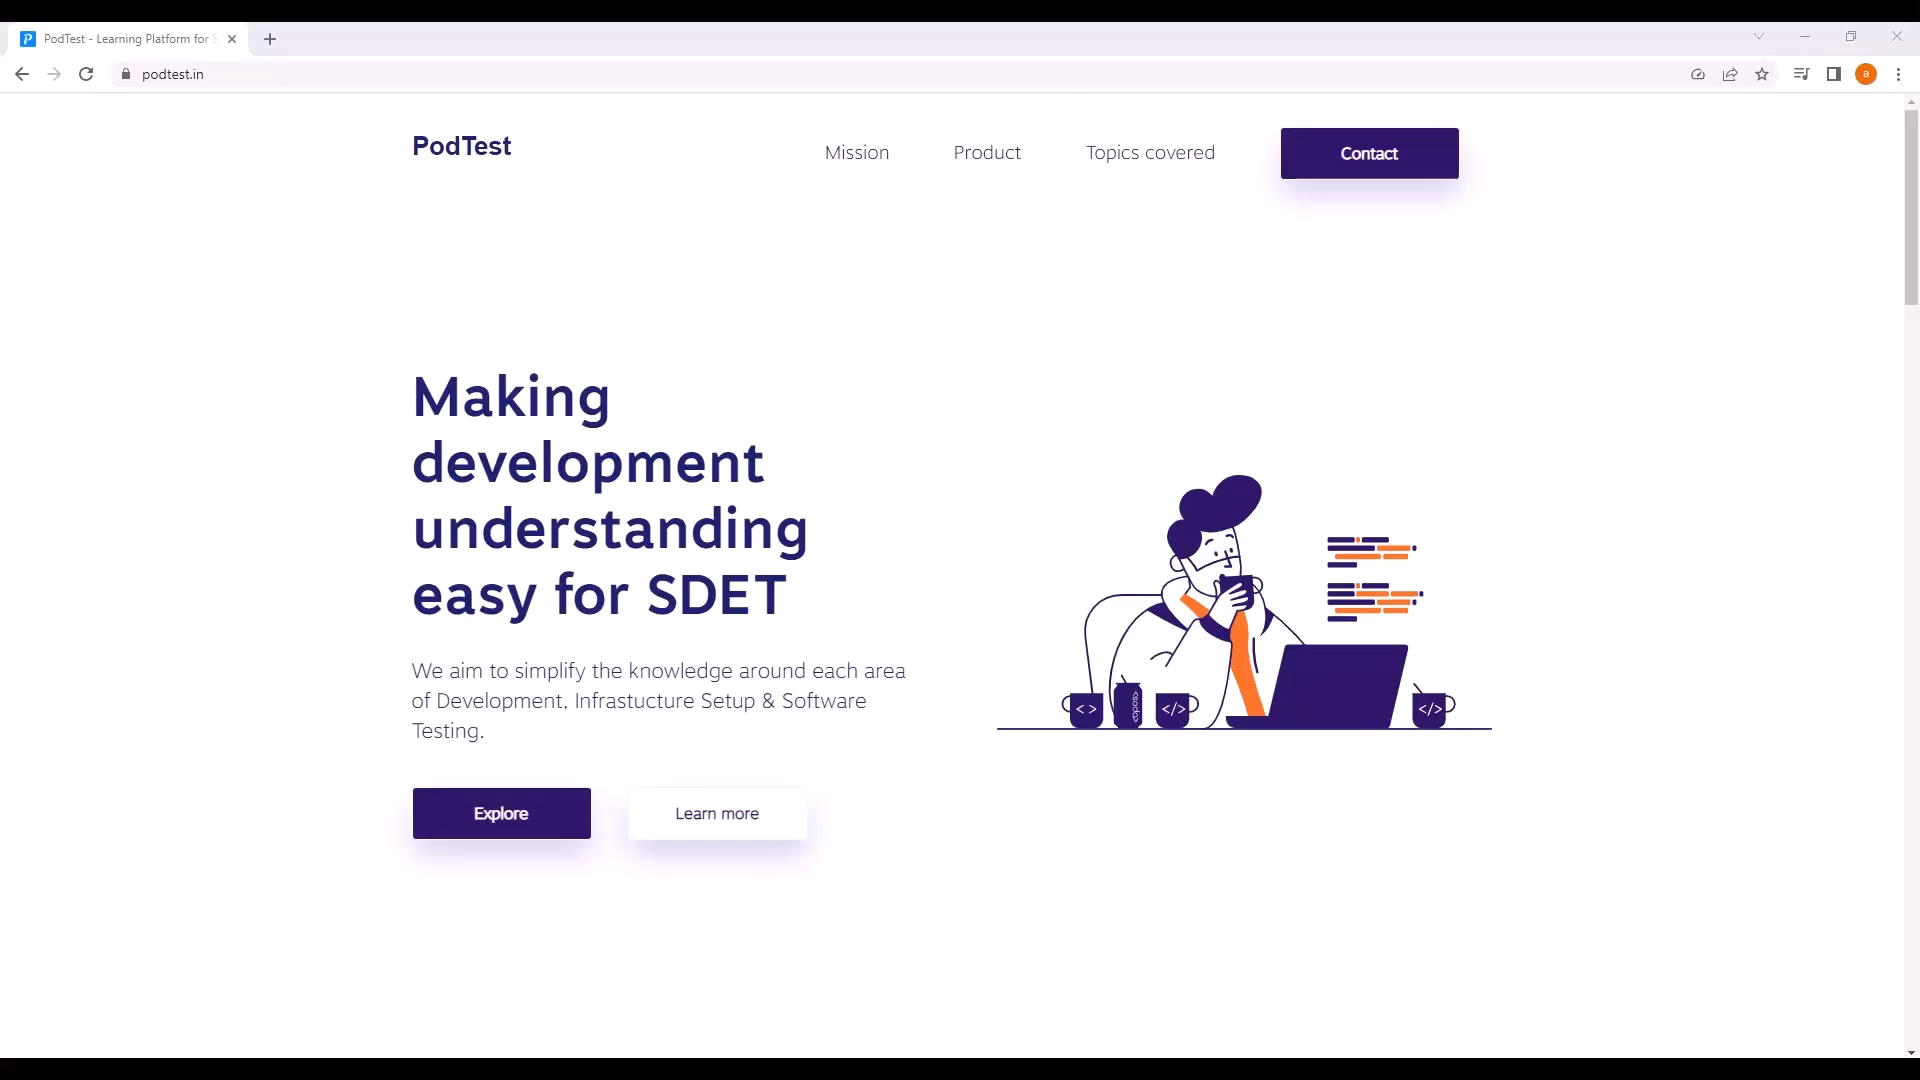 PodTest - Learning Platform for S
podtest.in
a
PodTest
Mission
Product
Topics covered
Contact
Making
development
understanding
easy for SDET
We aim to simplify the knowledge around each area
of Development, Infrastucture Setup & Software
Testing.
Explore
Learn more
< >
</>
</>